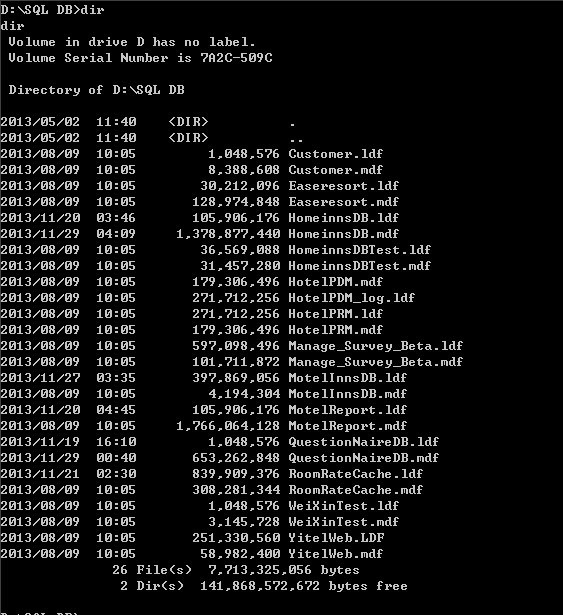 D:\SQL DB>dir
dir
 Volume in drive D has no label.
 Volume Serial Number is 7A2C-509C

 Directory of D:\SQL DB

2013/05/02  11:40    <DIR>          .
2013/05/02  11:40    <DIR>          ..
2013/08/09  10:05         1,048,576 Customer.ldf
2013/08/09  10:05         8,388,608 Customer.mdf
2013/08/09  10:05        30,212,096 Easeresort.ldf
2013/08/09  10:05       128,974,848 Easeresort.mdf
2013/11/20  03:46       105,906,176 HomeinnsDB.ldf
2013/11/29  04:09     1,378,877,440 HomeinnsDB.mdf
2013/08/09  10:05        36,569,088 HomeinnsDBTest.ldf
2013/08/09  10:05        31,457,280 HomeinnsDBTest.mdf
2013/08/09  10:05       179,306,496 HotelPDM.mdf
2013/08/09  10:05       271,712,256 HotelPDM_log.ldf
2013/08/09  10:05       271,712,256 HotelPRM.ldf
2013/08/09  10:05       179,306,496 HotelPRM.mdf
2013/08/09  10:05       597,098,496 Manage_Survey_Beta.ldf
2013/08/09  10:05       101,711,872 Manage_Survey_Beta.mdf
2013/11/27  03:35       397,869,056 MotelInnsDB.ldf
2013/08/09  10:05         4,194,304 MotelInnsDB.mdf
2013/11/20  04:45       105,906,176 MotelReport.ldf
2013/08/09  10:05     1,766,064,128 MotelReport.mdf
2013/11/19  16:10         1,048,576 QuestionNaireDB.ldf
2013/11/29  00:40       653,262,848 QuestionNaireDB.mdf
2013/11/21  02:30       839,909,376 RoomRateCache.ldf
2013/08/09  10:05       308,281,344 RoomRateCache.mdf
2013/08/09  10:05         1,048,576 WeiXinTest.ldf
2013/08/09  10:05         3,145,728 WeiXinTest.mdf
2013/08/09  10:05       251,330,560 YitelWeb.LDF
2013/08/09  10:05        58,982,400 YitelWeb.mdf
              26 File(s)  7,713,325,056 bytes
               2 Dir(s)  141,868,572,672 bytes free

D:\SQL DB>